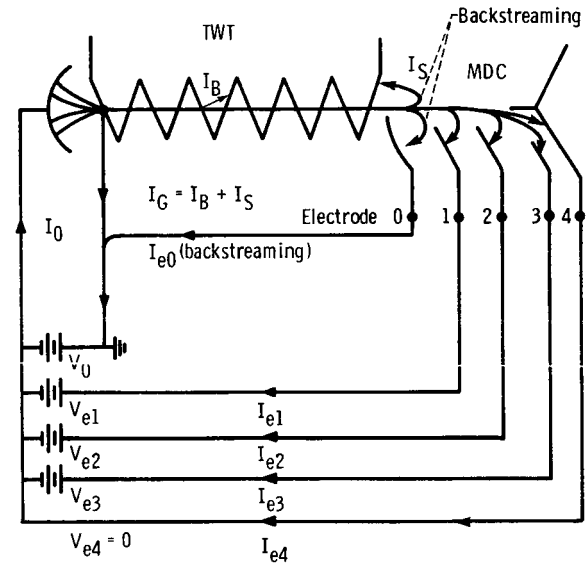 Backstreaming
TWT
I_S
MDC
I_B
I_G = I_B + I_S
Electrode 0 1 2 3 4
I_0
I_e0 (backstreaming)
V_0
V_e1
I_e1
V_e2
I_e2
V_e3
I_e3
V_e4 = 0
I_e4